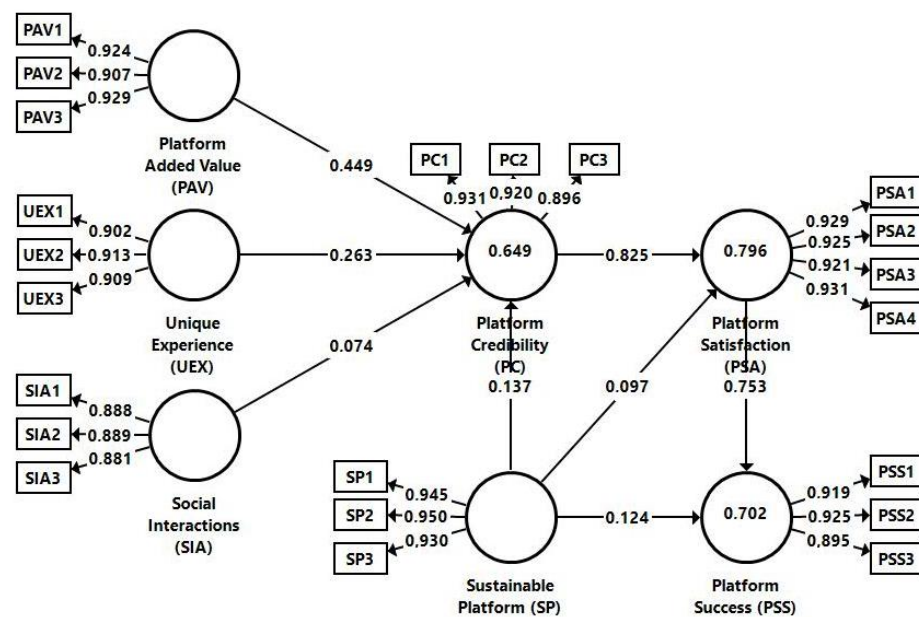 PAV1
0.924
PAV2
0.907
PAV3
0.929
Platform
Added Value
(PAV)
0.449
PC1
PC2
PC3
0.931
0,920
0.896
UEX1
0.902
UEX2
0.913
UEX3
0.909
Unique
Experience
(UEX)
0.263
0.649
Platform
Credibility
(PC)
0.825
0.796
Platform
Satisfaction
(PSA)
PSA1
0.929
PSA2
0.925
PSA3
0.921
PSA4
0.931
0.074
0.137
0.097
0.753
SIA1
0.888
SIA2
0.889
SIA3
0.881
Social
Interactions
(SIA)
SP1
0.945
SP2
0.950
SP3
0,930
Sustainable
Platform (SP)
0.124
0.702
Platform
Success (PSS)
PSS1
0.919
PSS2
0.925
PSS3
0,895